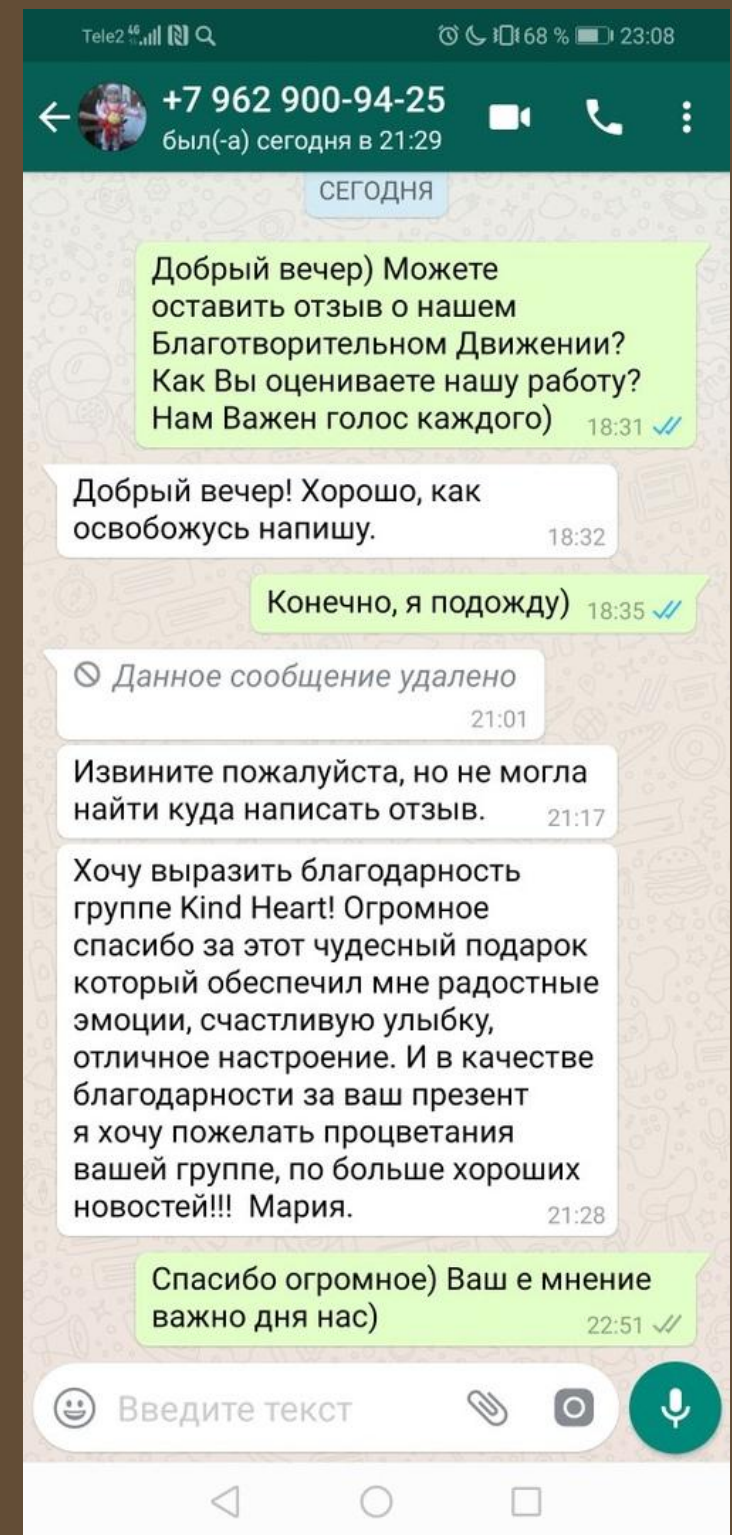 Tele2 46 68 % 23:08
+7 962 900-94-25
был(-а) сегодня в 21:29
СЕГОДНЯ
Добрый вечер) Можете
оставить отзыв о нашем
Благотворительном Движении?
Как Вы оцениваете нашу работу?
Нам Важен голос каждого) 18:31
Добрый вечер! Хорошо, как
освобожусь напишу. 18:32
Конечно, я подожду) 18:35
Данное сообщение удалено
21:01
Извините пожалуйста, но не могла
найти куда написать отзыв. 21:17
Хочу выразить благодарность
группе Kind Heart! Огромное
спасибо за этот чудесный подарок
который обеспечил мне радостные
эмоции, счастливую улыбку,
отличное настроение. И в качестве
благодарности за ваш презент
я хочу пожелать процветания
вашей группе, по больше хороших
новостей!!! Мария. 21:28
Спасибо огромное) Ваш е мнение
важно дня нас) 22:51
Введите текст